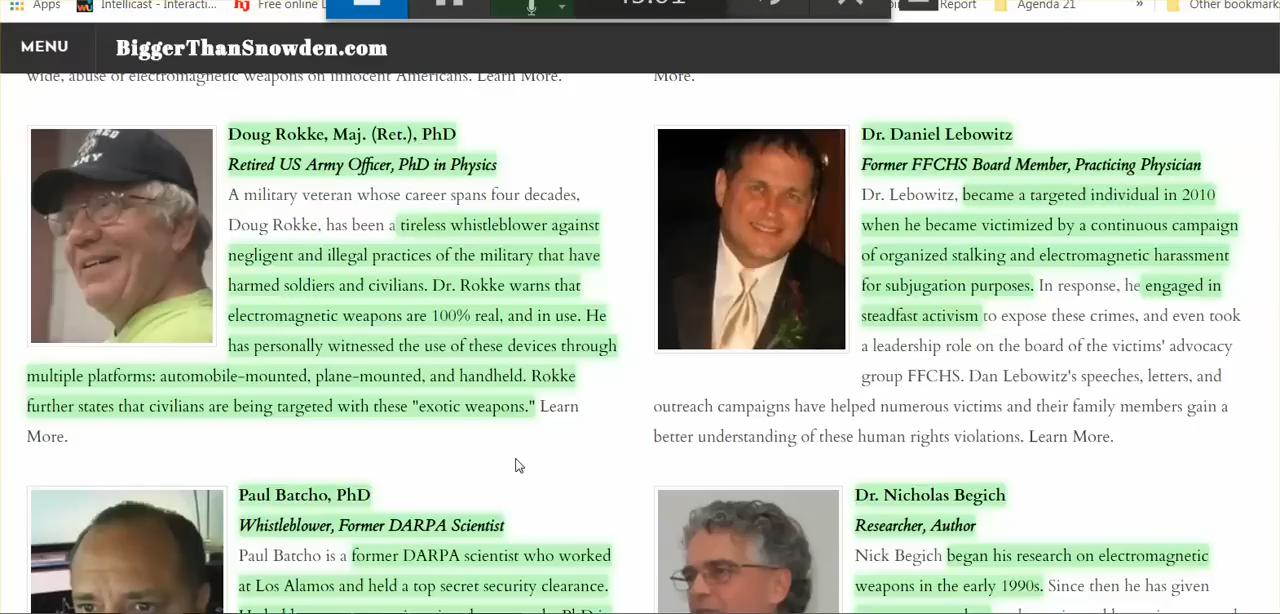 Apps
Intellicast - Interacti...
Free online
Report
Agenda 21
»
Other bookmark
MENU
BiggerThanSnowden.com
wide, abuse of electromagnetic weapons on innocent Americans. Learn More.
More.
Doug Rokke, Maj. (Ret.), PhD
Retired US Army Officer, PhD in Physics
A military veteran whose career spans four decades,
Doug Rokke, has been a tireless whistleblower against
negligent and illegal practices of the military that have
harmed soldiers and civilians. Dr. Rokke warns that
electromagnetic weapons are 100% real, and in use. He
has personally witnessed the use of these devices through
multiple platforms: automobile-mounted, plane-mounted, and handheld. Rokke
further states that civilians are being targeted with these "exotic weapons." Learn
More.
Dr. Daniel Lebowitz
Former FFCHS Board Member, Practicing Physician
Dr. Lebowitz, became a targeted individual in 2010
when he became victimized by a continuous campaign
of organized stalking and electromagnetic harassment
for subjugation purposes. In response, he engaged in
steadfast activism to expose these crimes, and even took
a leadership role on the board of the victims' advocacy
group FFCHS. Dan Lebowitz's speeches, letters, and
outreach campaigns have helped numerous victims and their family members gain a
better understanding of these human rights violations. Learn More.
Paul Batcho, PhD
Whistleblower, Former DARPA Scientist
Paul Batcho is a former DARPA scientist who worked
at Los Alamos and held a top secret security clearance.
Dr. Nicholas Begich
Researcher, Author
Nick Begich began his research on electromagnetic
weapons in the early 1990s. Since then he has given